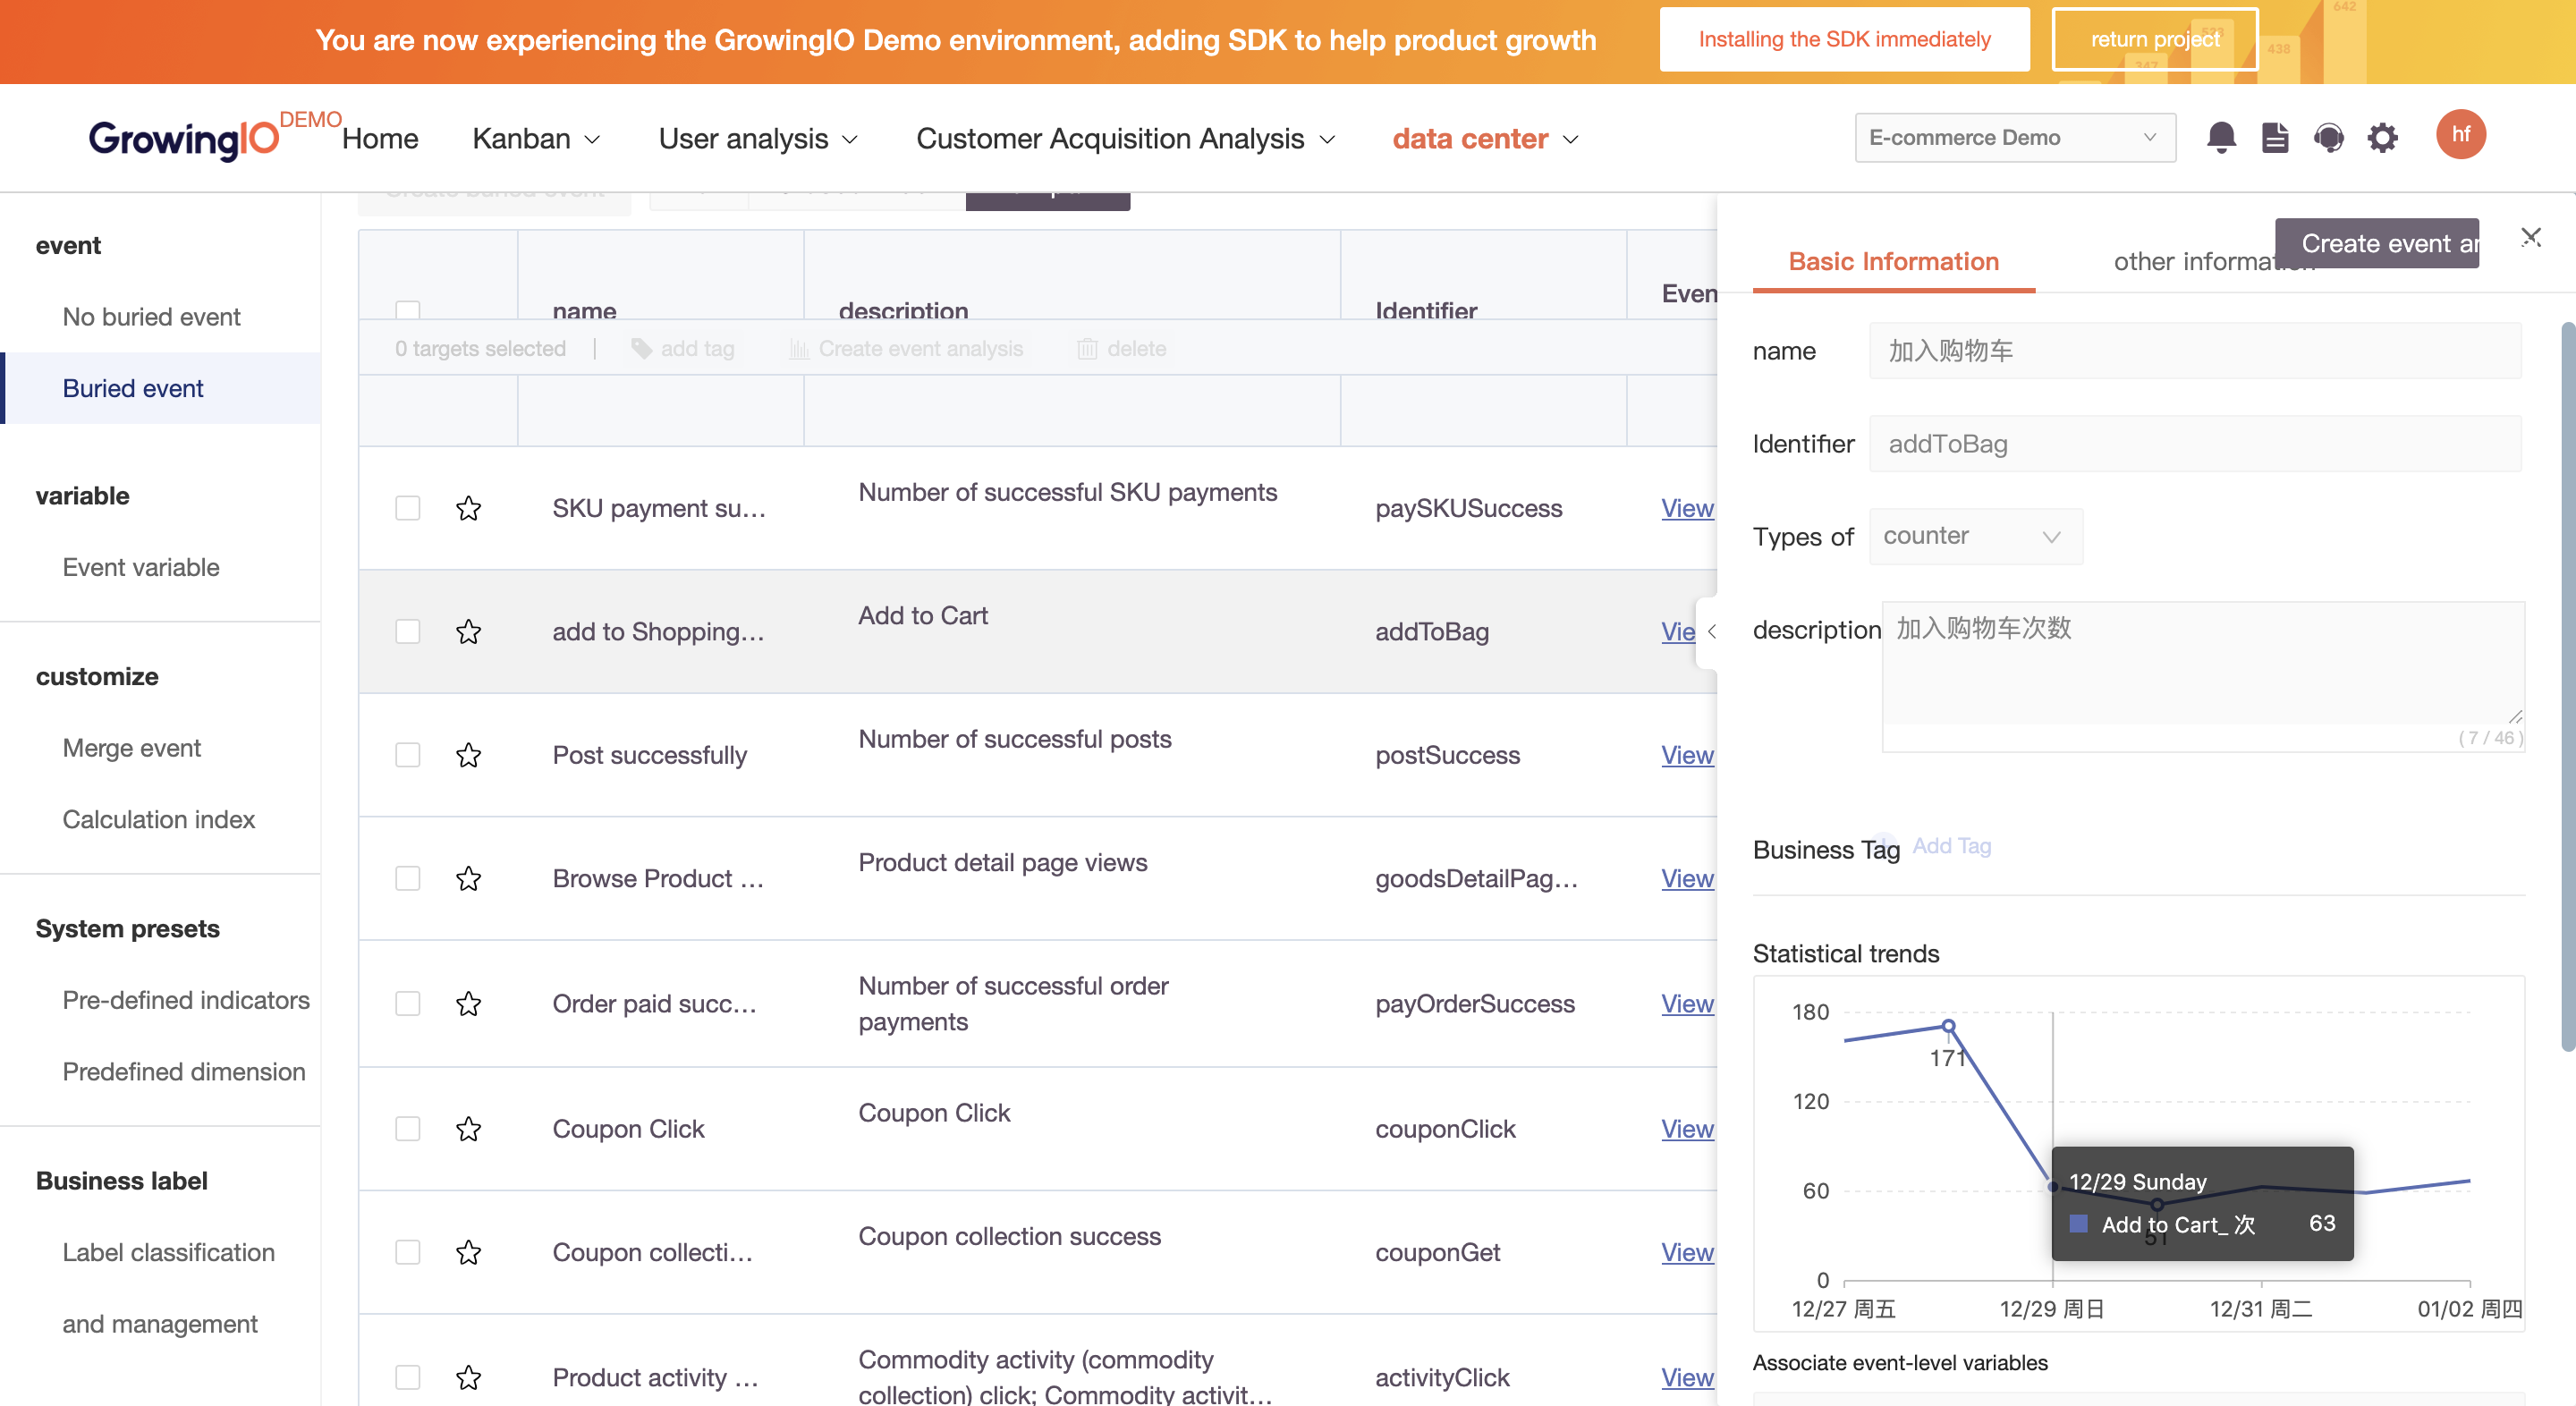 You are now experiencing the GrowingIO Demo environment, adding SDK to help product growth
Installing the SDK immediately
return project
347
523
438
642
GrowingIO DEMO
Home
Kanban
User analysis
Customer Acquisition Analysis
data center
E-commerce Demo
hf
event
No buried event
Buried event
variable
Event variable
customize
Merge event
Calculation index
System presets
Pre-defined indicators
Predefined dimension
Business label
Label classification
and management
Create buried event
name
description
Identifier
Even
0 targets selected
add tag
Create event analysis
delete
SKU payment su...
Number of successful SKU payments
paySKUSuccess
View
add to Shopping...
Add to Cart
addToBag
Vie
Post successfully
Number of successful posts
postSuccess
View
Browse Product ...
Product detail page views
goodsDetailPag...
View
Order paid succ...
Number of successful order
payments
payOrderSuccess
View
Coupon Click
Coupon Click
couponClick
View
Coupon collecti...
Coupon collection success
couponGet
View
Product activity ...
Commodity activity (commodity
collection) click; Commodity activit...
activityClick
View
Basic Information
other information
Create event an
name
加入购物车
Identifier
addToBag
Types of
counter
description
加入购物车次数
( 7 / 46 )
Business Tag
Add Tag
Statistical trends
180
120
60
0
171
51
12/29 Sunday
Add to Cart_ 次 63
12/27 周五
12/29 周日
12/31 周二
01/02 周四
Associate event-level variables